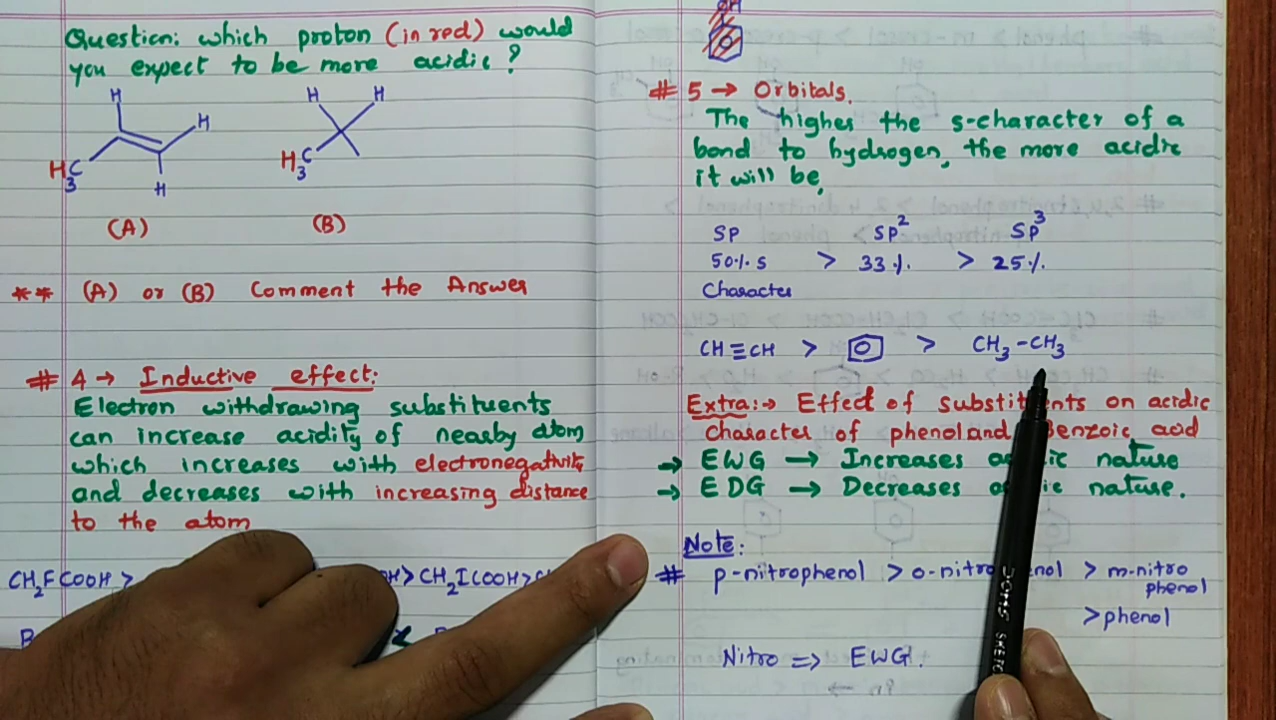 Question: which proton (in red) would
you expect to be more acidic?
H
H
H₃C
H
(A)
H
H
H₃C
(B)
** (A) or (B) Comment the Answer
# 4 → Inductive effect:
Electron withdrawing substituents
can increase acidity of nearby atom
which increases with electronegativity
and decreases with increasing distance
to the atom
CH₂FCOOH >
> CH₂ICOOH >
OH
# 5 → Orbitals.
The higher the s-character of a
bond to hydrogen, the more acidic
it will be,
SP SP² SP³
50% s > 33% > 25%
Character
CH≡CH > > CH₃-CH₃
Extra:→ Effect of substituents on acidic
Character of phenol and Benzoic acid
→ EWG → Increases nature
→ EDG → Decreases nature.
Note:
# p-nitrophenol > o-nitro nol > m-nitro
phenol
> phenol
Nitro => EWG.